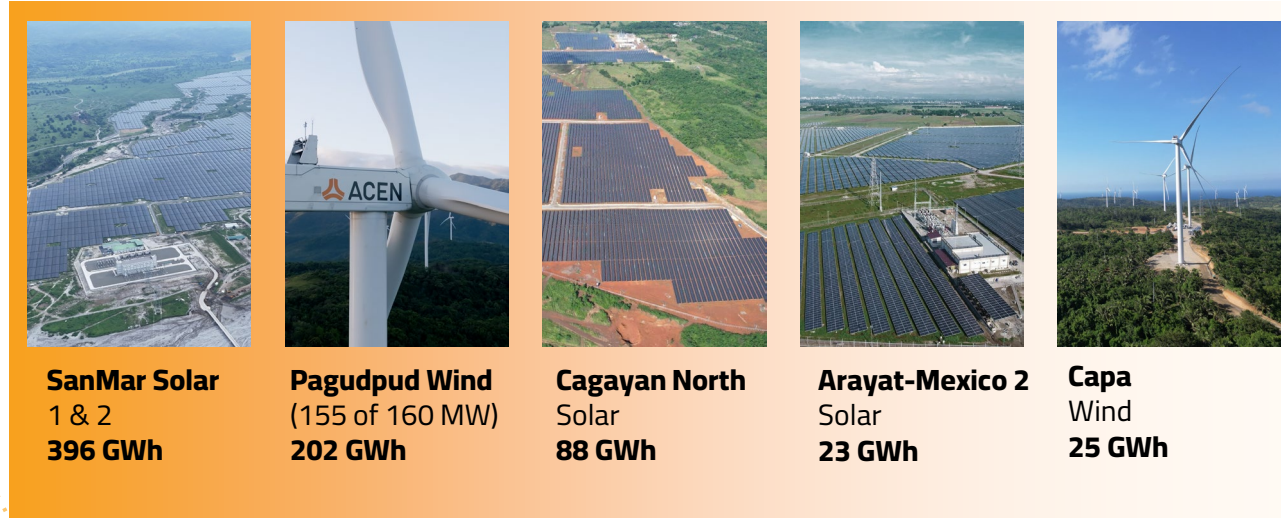 ACEN
SanMar Solar
1 & 2
396 GWh
Pagudpud Wind
(155 of 160 MW)
202 GWh
Cagayan North
Solar
88 GWh
Arayat-Mexico 2
Solar
23 GWh
Capa
Wind
25 GWh